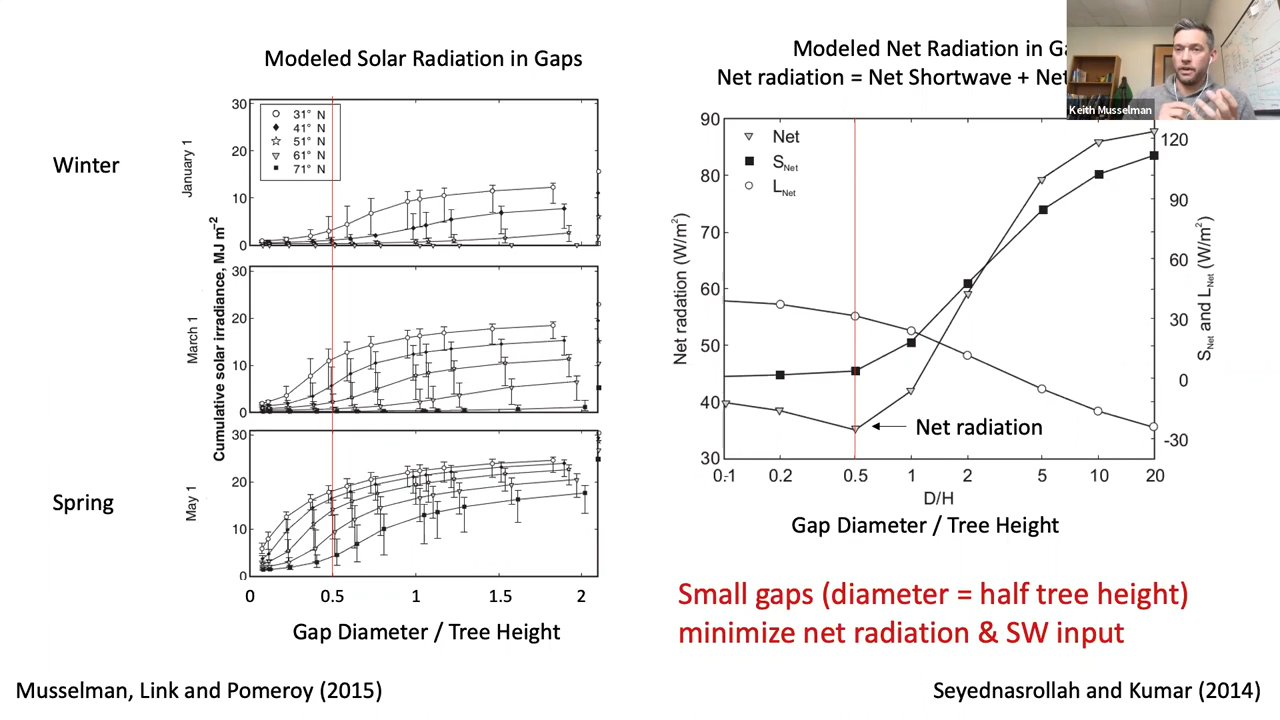 Modeled Solar Radiation in Gaps
Winter
Spring
January 1
March 1
May 1
Cumulative solar irradiance, MJ m⁻²
31° N
41° N
51° N
61° N
71° N
30
20
10
0
30
20
10
0
30
20
10
0
0 0.5 1 1.5 2
Gap Diameter / Tree Height
Musselman, Link and Pomeroy (2015)
Modeled Net Radiation in
Net radiation = Net Shortwave +
Keith Musselman
Net
S_Net
L_Net
Net radation (W/m²)
90
80
70
60
50
40
30
S_Net and L_Net (W/m²)
120
90
60
30
0
-30
Net radiation
0.1 0.2 0.5 1 2 5 10 20
D/H
Gap Diameter / Tree Height
Small gaps (diameter = half tree height)
minimize net radiation & SW input
Seyednasrollah and Kumar (2014)